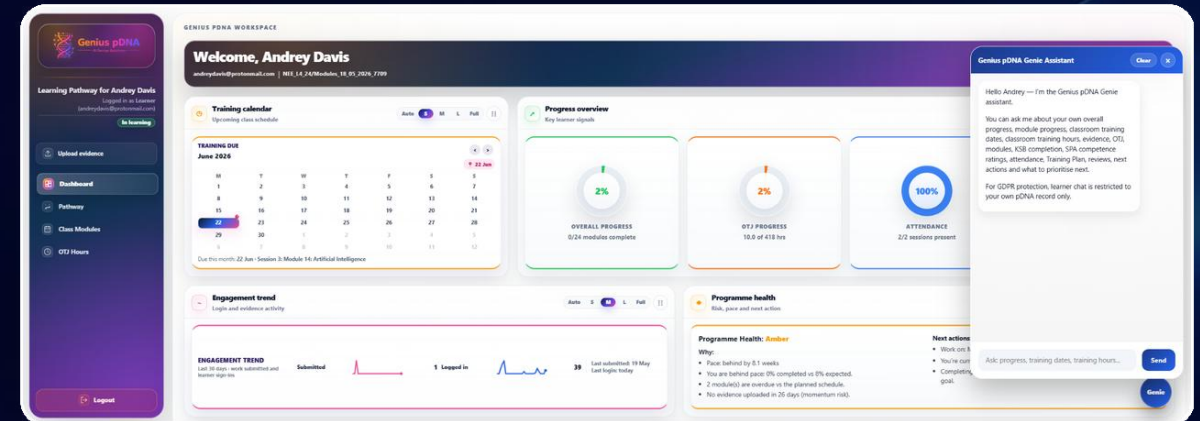 Genius pDNA
Learning Pathway for Andrey Davis
Logged in as Learner
(andreydavis@protonmail.com)
In learning
Upload evidence
Dashboard
Pathway
Class Modules
OTJ Hours
Logout
GENIUS PDNA WORKSPACE
Welcome, Andrey Davis
andreydavis@protonmail.com | NEE_L4_24/Modules_18_05_2026_7709
Training calendar
Upcoming class schedule
Auto S M L Full
TRAINING DUE
June 2026
22 Jun
M T W T F S S
1 2 3 4 5 6 7
8 9 10 11 12 13 14
15 16 17 18 19 20 21
22 23 24 25 26 27 28
29 30 1 2 3 4 5
6 7 8 9 10 11 12
Due this month: 22 Jun · Session 3: Module 14: Artificial Intelligence
Progress overview
Key learner signals
2%
OVERALL PROGRESS
0/24 modules complete
2%
OTJ PROGRESS
10.0 of 418 hrs
100%
ATTENDANCE
2/2 sessions present
Engagement trend
Login and evidence activity
Auto S M L Full
ENGAGEMENT TREND
Last 30 days - work submitted and
learner sign-ins
Submitted
1 Logged in
39
Last submitted: 19 May
Last login: today
Programme health
Risk, pace and next action
Programme Health: Amber
Why:
• Pace: behind by 8.1 weeks
• You are behind pace: 0% completed vs 8% expected.
• 2 module(s) are overdue vs the planned schedule.
• No evidence uploaded in 26 days (momentum risk).
Next actions
• Work on:
• You're cur
• Completing
goal.
Genius pDNA Genie Assistant
Clear ×
Hello Andrey — I'm the Genius pDNA Genie
assistant.
You can ask me about your own overall
progress, module progress, classroom training
dates, classroom training hours, evidence, OTJ,
modules, KSB completion, SPA competence
ratings, attendance, Training Plan, reviews, next
actions and what to prioritise next.
For GDPR protection, learner chat is restricted to
your own pDNA record only.
Ask: progress, training dates, training hours...
Send
Genie